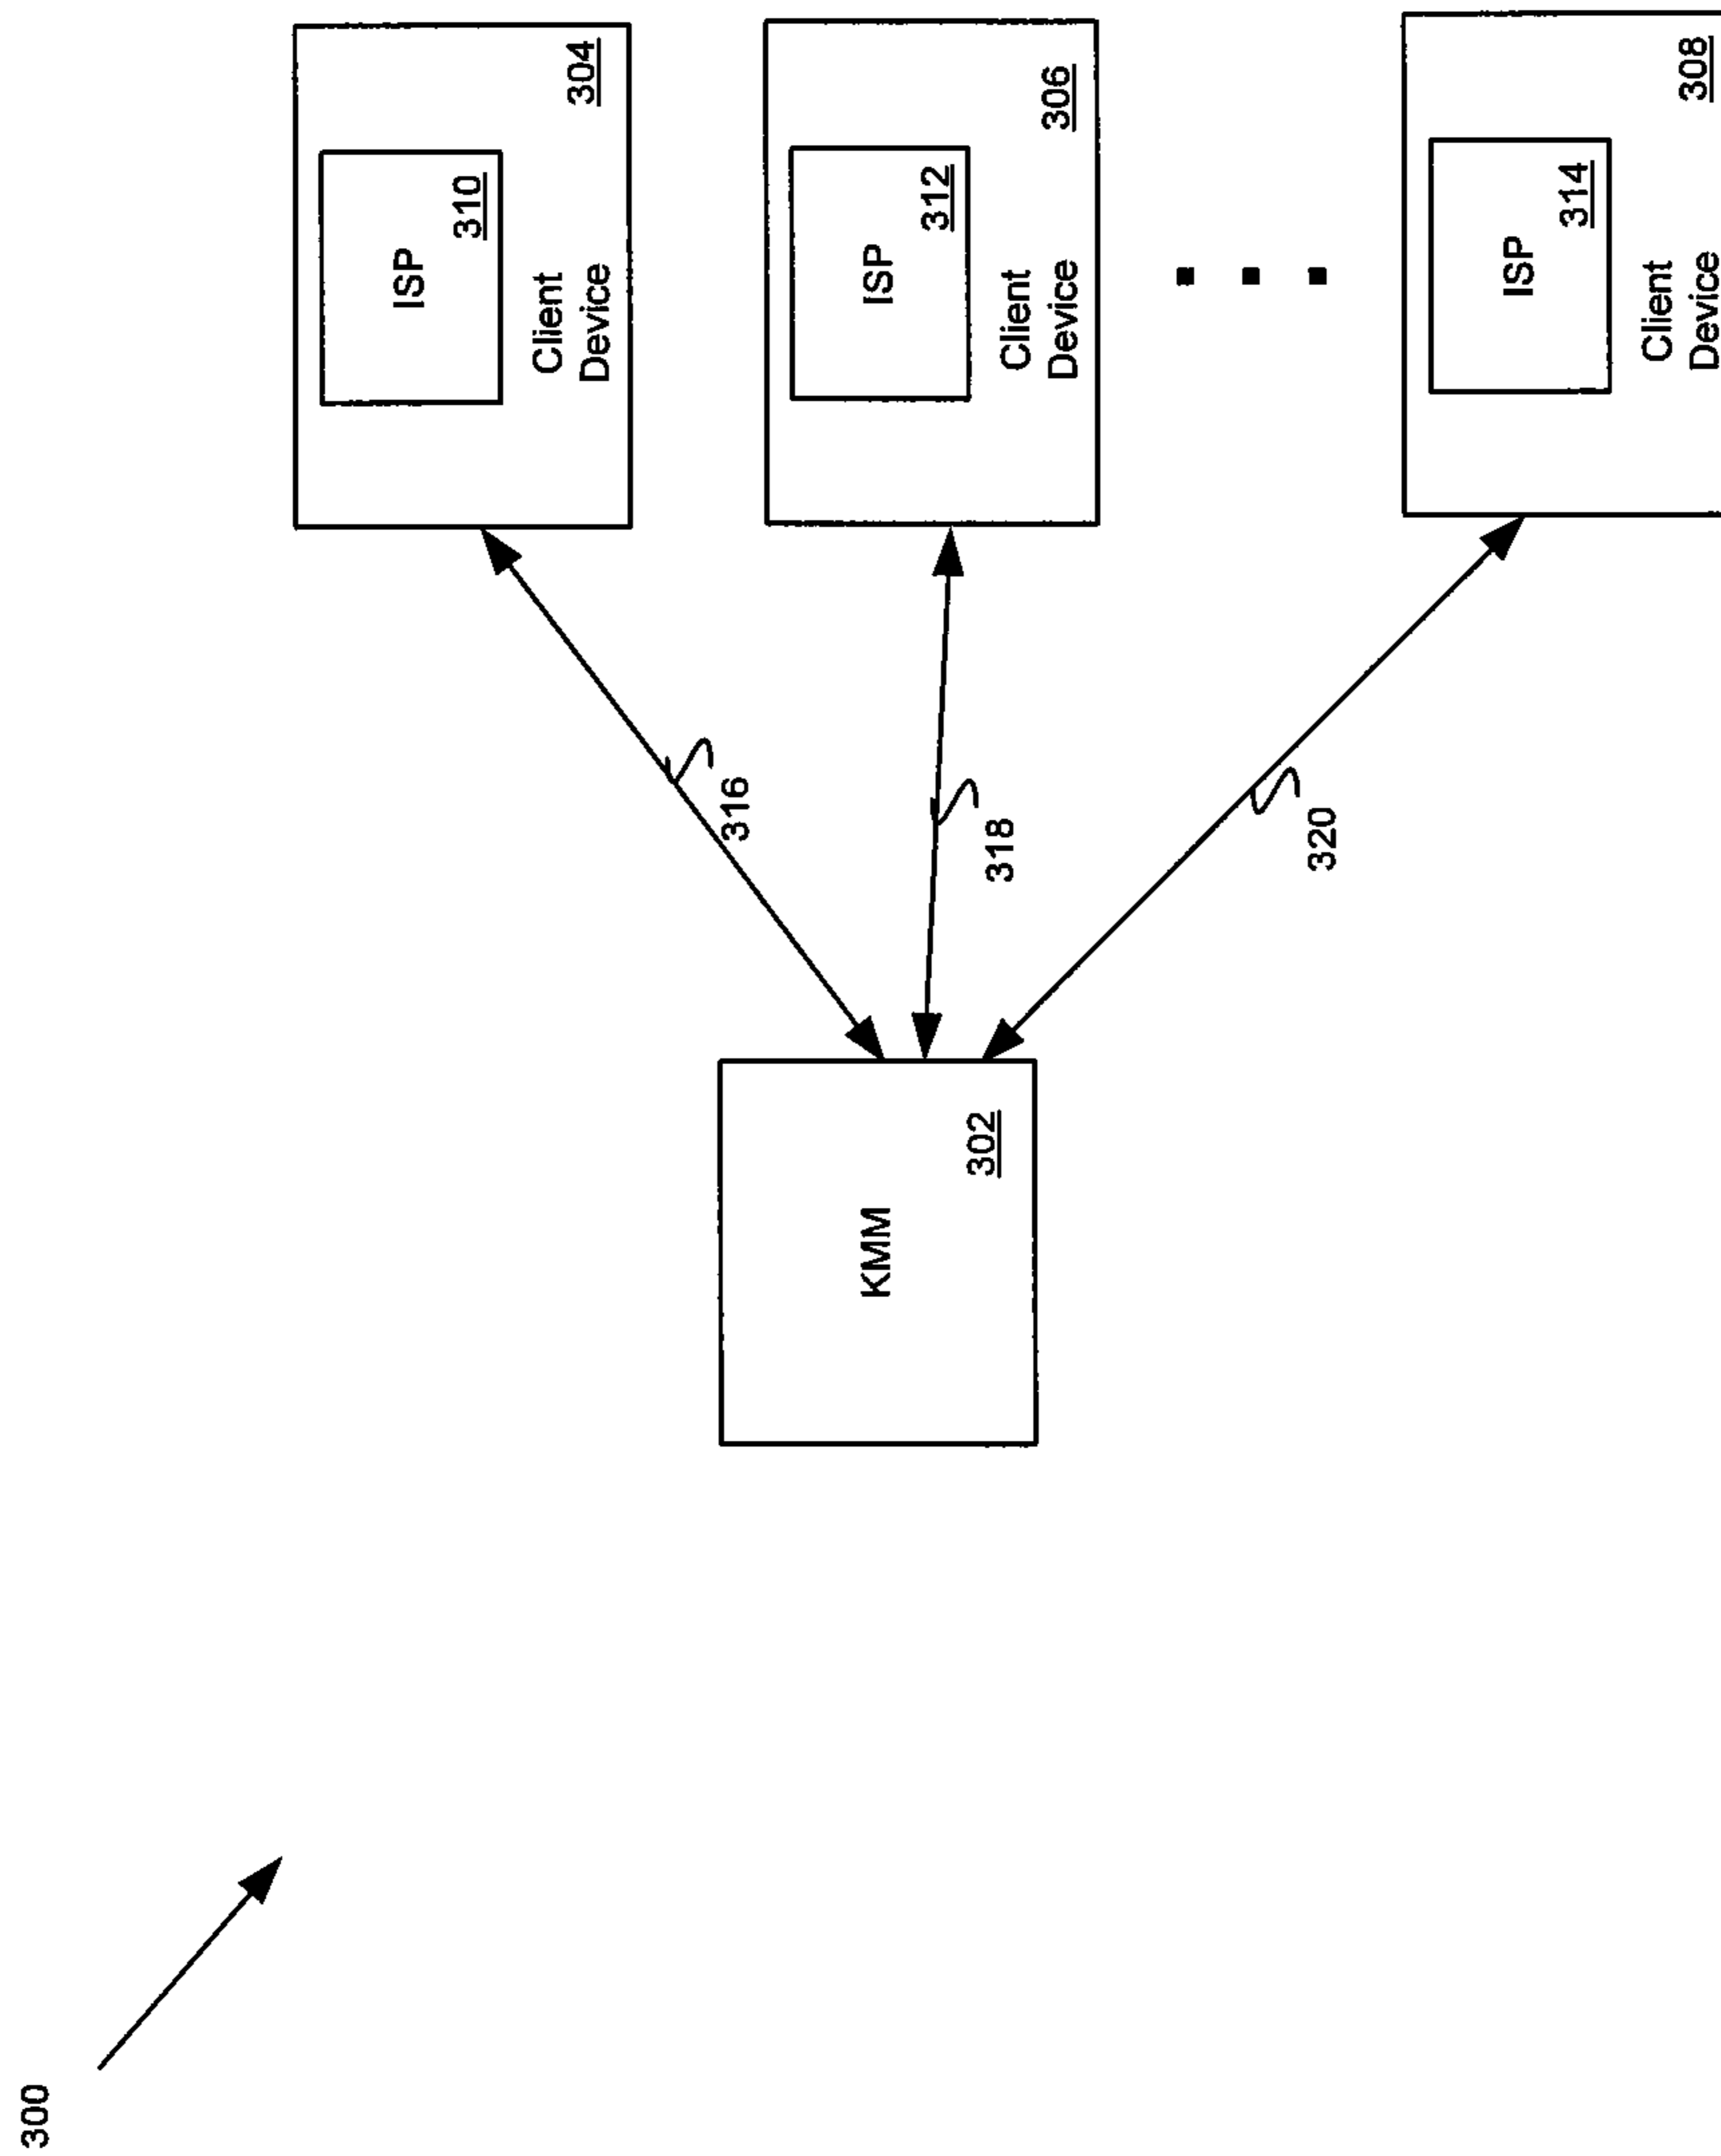 300
KMM
302
316
318
320
ISP
310
Client
Device
304
ISP
312
Client
Device
306
ISP
314
Client
Device
308